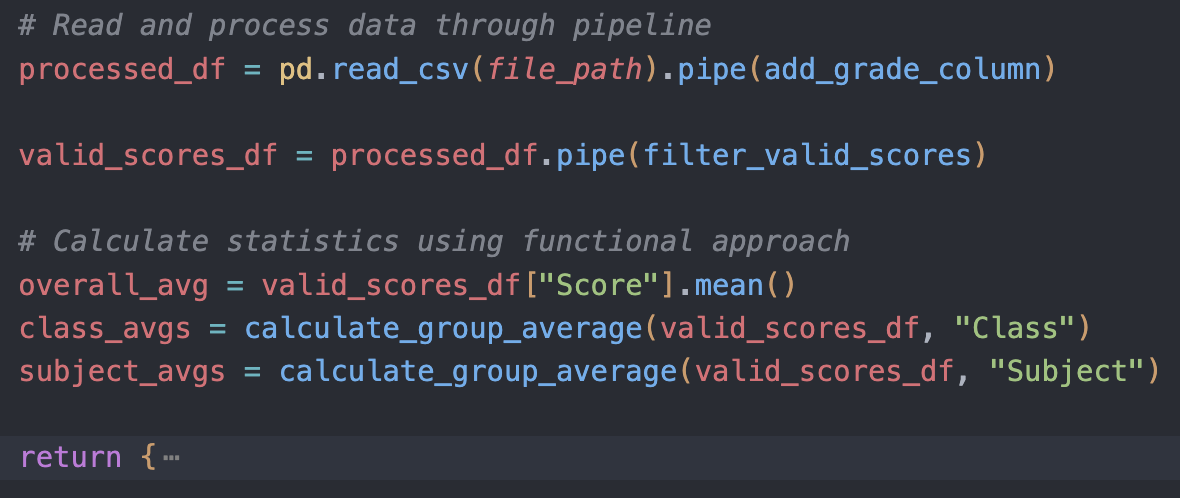 # Read and process data through pipeline
processed_df = pd.read_csv(file_path).pipe(add_grade_column)
valid_scores_df = processed_df.pipe(filter_valid_scores)
# Calculate statistics using functional approach
overall_avg = valid_scores_df["Score"].mean()
class_avgs = calculate_group_average(valid_scores_df, "Class")
subject_avgs = calculate_group_average(valid_scores_df, "Subject")
return {⋯